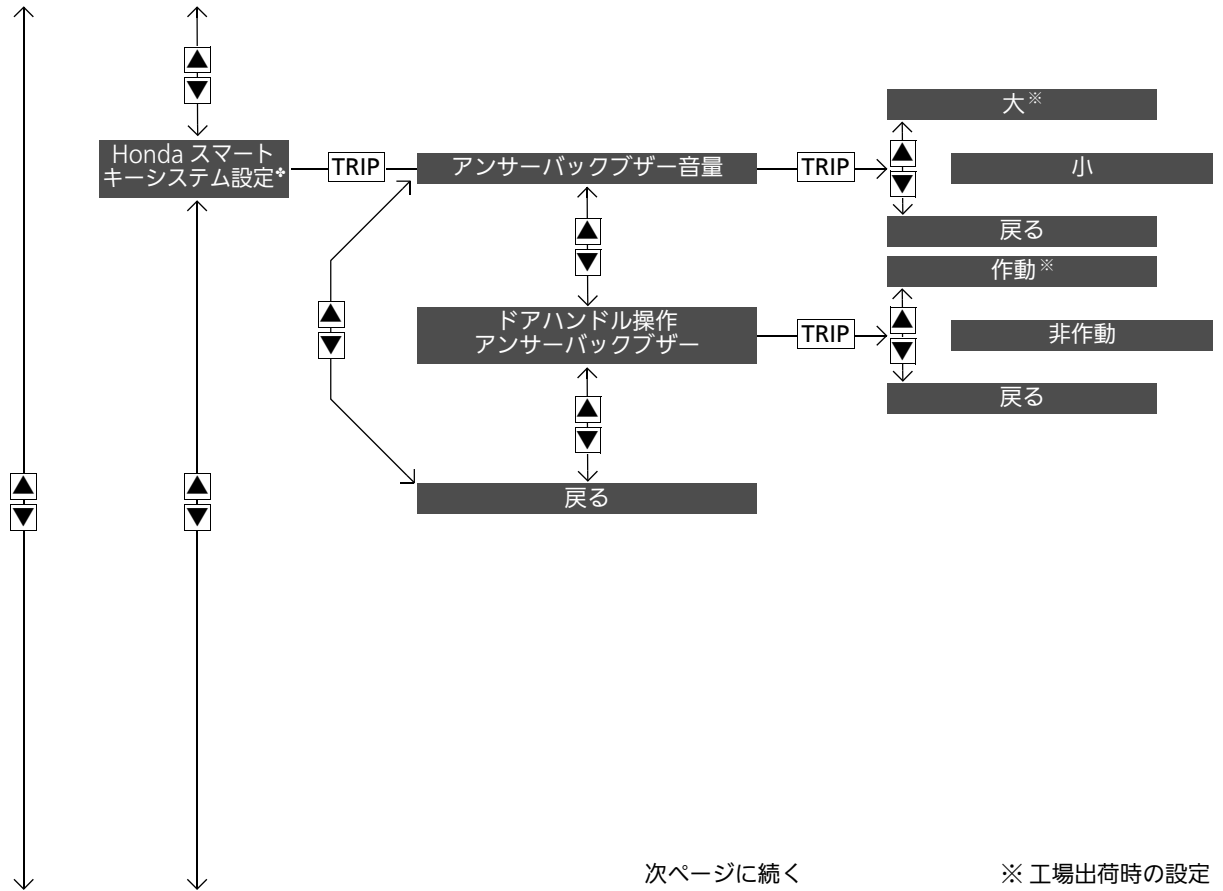 大※
Honda スマート
キーシステム設定✤
TRIP
アンサーバックブザー音量
TRIP
小
戻る
作動※
ドアハンドル操作
アンサーバックブザー
TRIP
非作動
戻る
戻る
次ページに続く
※ 工場出荷時の設定